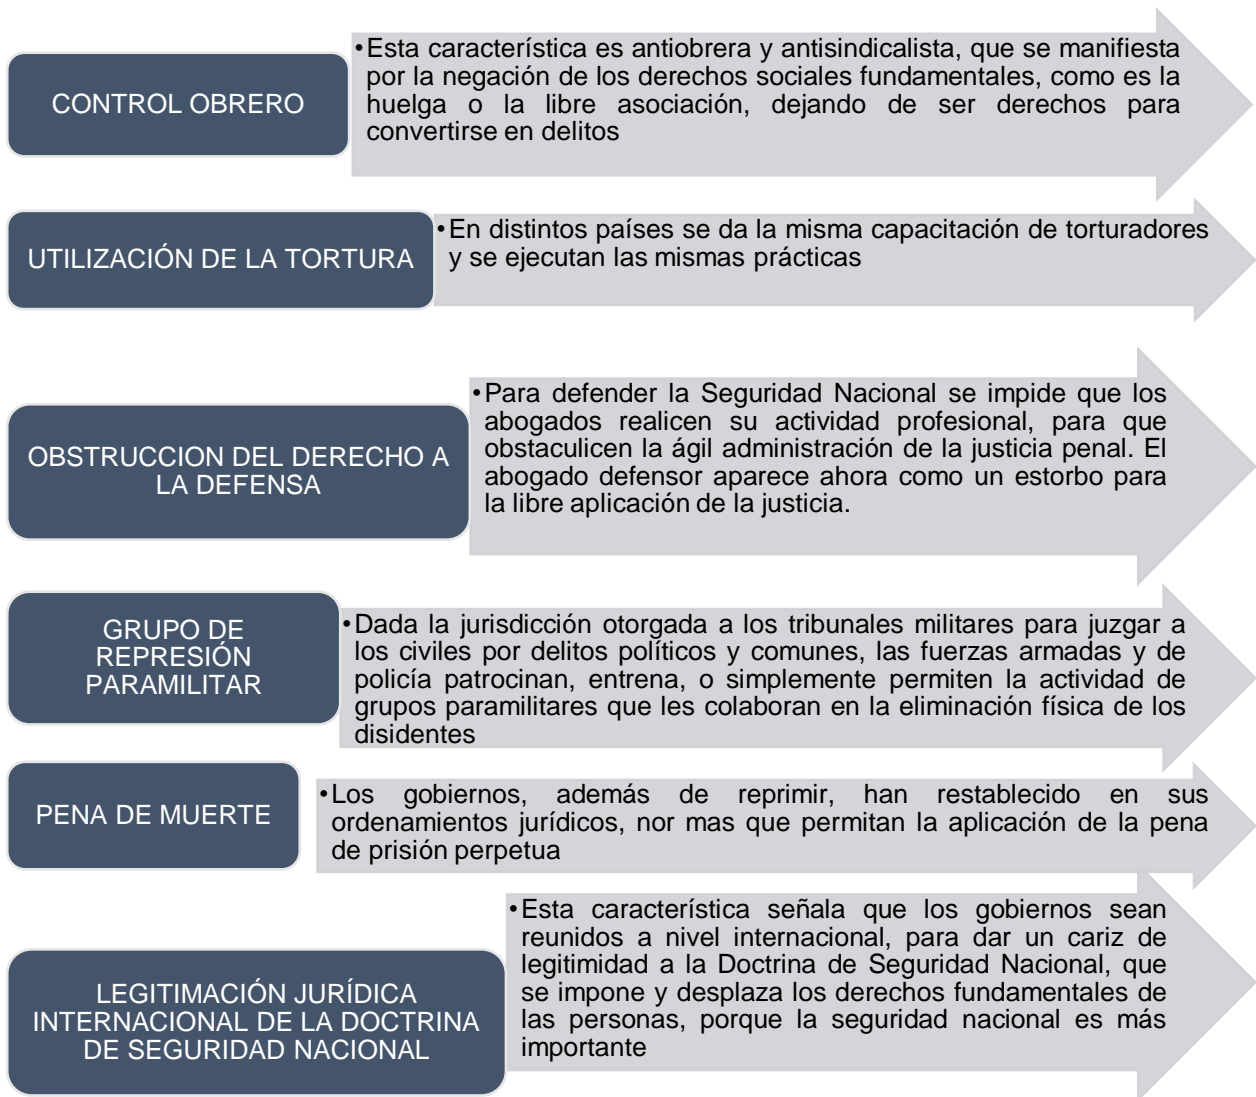 CONTROL OBRERO
•Esta característica es antiobrera y antisindicalista, que se manifiesta
por la negación de los derechos sociales fundamentales, como es la
huelga o la libre asociación, dejando de ser derechos para
convertirse en delitos
UTILIZACIÓN DE LA TORTURA
•En distintos países se da la misma capacitación de torturadores
y se ejecutan las mismas prácticas
OBSTRUCCION DEL DERECHO A
LA DEFENSA
•Para defender la Seguridad Nacional se impide que los
abogados realicen su actividad profesional, para que
obstaculicen la ágil administración de la justicia penal. El
abogado defensor aparece ahora como un estorbo para
la libre aplicación de la justicia.
GRUPO DE
REPRESIÓN
PARAMILITAR
•Dada la jurisdicción otorgada a los tribunales militares para juzgar a
los civiles por delitos políticos y comunes, las fuerzas armadas y de
policía patrocinan, entrena, o simplemente permiten la actividad de
grupos paramilitares que les colaboran en la eliminación física de los
disidentes
PENA DE MUERTE
•Los gobiernos, además de reprimir, han restablecido en sus
ordenamientos jurídicos, nor mas que permitan la aplicación de la pena
de prisión perpetua
LEGITIMACIÓN JURÍDICA
INTERNACIONAL DE LA DOCTRINA
DE SEGURIDAD NACIONAL
•Esta característica señala que los gobiernos sean
reunidos a nivel internacional, para dar un cariz de
legitimidad a la Doctrina de Seguridad Nacional, que
se impone y desplaza los derechos fundamentales de
las personas, porque la seguridad nacional es más
importante